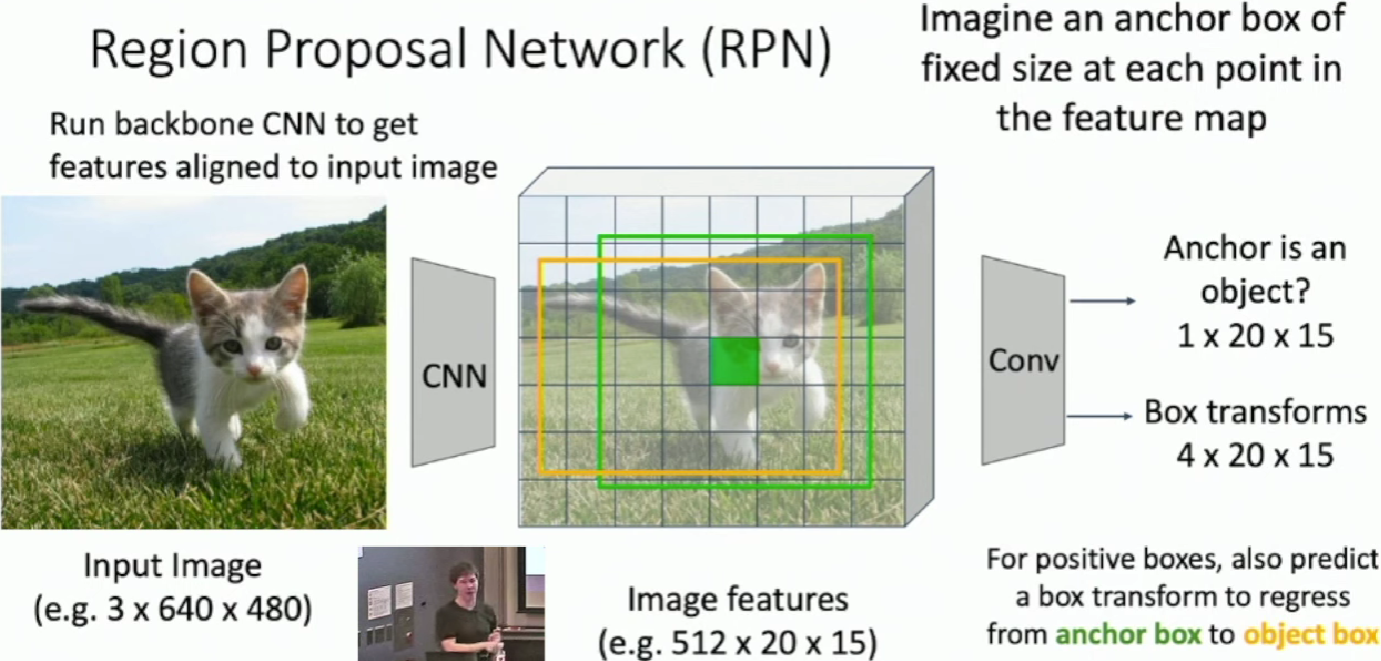 Region Proposal Network (RPN)
Imagine an anchor box of
fixed size at each point in
the feature map
Run backbone CNN to get
features aligned to input image
CNN
Conv
Anchor is an
object?
1 x 20 x 15
Box transforms
4 x 20 x 15
Input Image
(e.g. 3 x 640 x 480)
Image features
(e.g. 512 x 20 x 15)
For positive boxes, also predict
a box transform to regress
from anchor box to object box